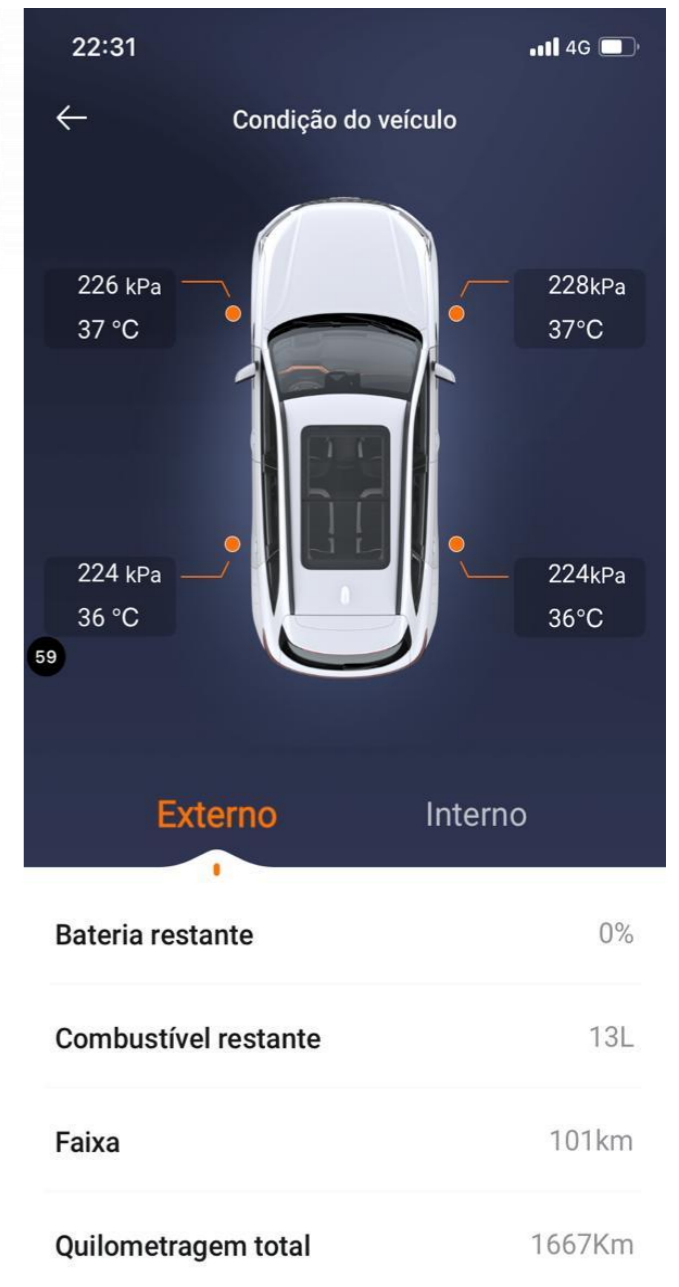 22:31 4G
Condição do veículo
226 kPa 228kPa
37 °C 37°C
224 kPa 224kPa
36 °C 36°C
59
Externo Interno
Bateria restante 0%
Combustível restante 13L
Faixa 101km
Quilometragem total 1667Km